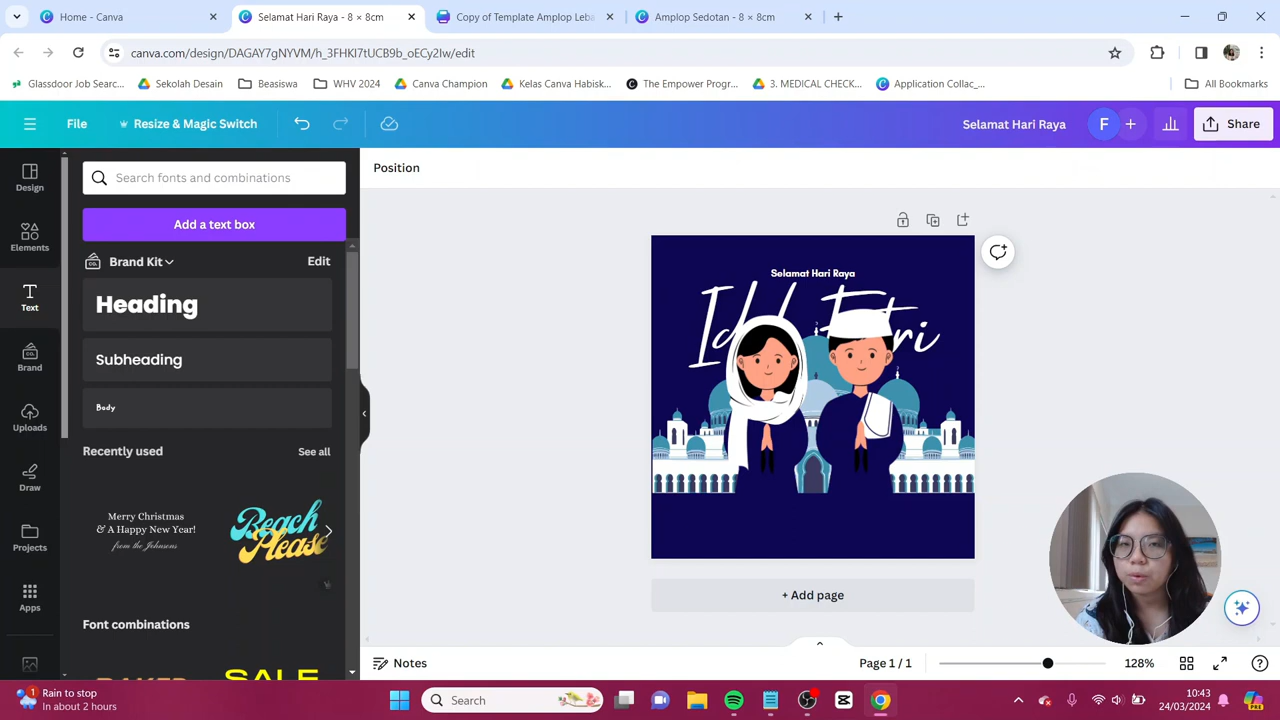 Home - Canva
Selamat Hari Raya - 8 × 8cm
Copy of Template Amplop Leba
Amplop Sedotan - 8 × 8cm
canva.com/design/DAGAY7gNYVM/h_3FHKI7tUCB9b_oECy2Iw/edit
Glassdoor Job Searc...
Sekolah Desain
Beasiswa
WHV 2024
Canva Champion
Kelas Canva Habisk...
The Empower Progr...
3. MEDICAL CHECK...
Application Collac_...
All Bookmarks
File
Resize & Magic Switch
Selamat Hari Raya
F
Share
Design
Elements
Text
Brand
Uploads
Draw
Projects
Apps
Search fonts and combinations
Add a text box
Brand Kit
Edit
Heading
Subheading
Body
Recently used
See all
Merry Christmas
& A Happy New Year!
from the Johnsons
Beach
Please
Font combinations
SALE
Position
Selamat Hari Raya
+ Add page
Notes
Page 1 / 1
128%
1
Rain to stop
In about 2 hours
Search
10:43
24/03/2024